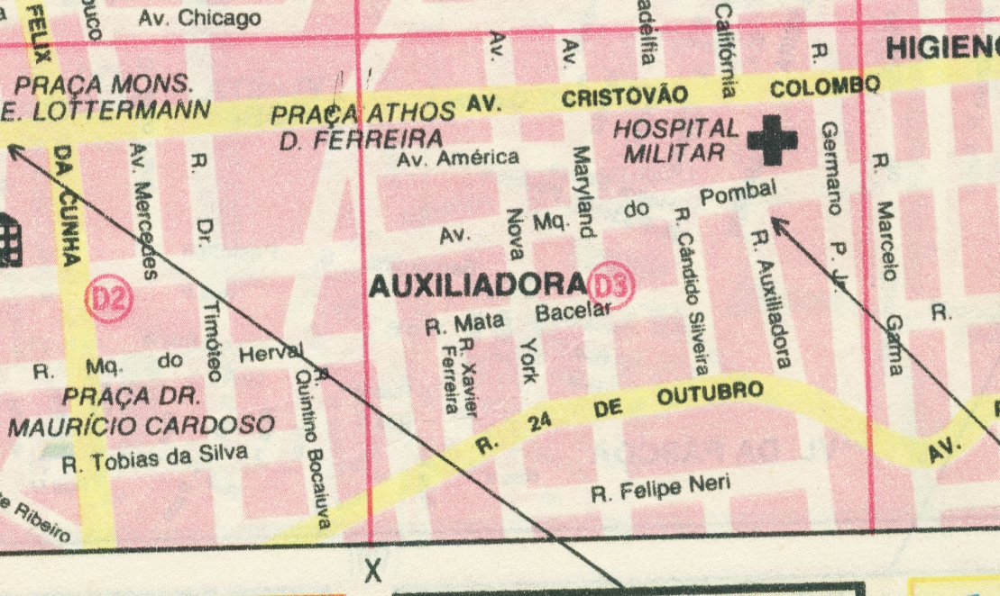 Av. Chicago
FELIX
DA CUNHA
PRAÇA MONS.
E. LOTTERMANN
PRAÇA ATHOS
D. FERREIRA
AV. CRISTOVÃO COLOMBO
HIGIENO
Av.
Av.
Califórnia
R.
HOSPITAL
MILITAR
Av. América
Av. Mercedes
R. Dr. Timóteo
Maryland
Nova
York
Av. Mq. do Pombal
Germano P. Jr.
R. Marcelo Gama
R. Cândido Silveira
R. Auxiliadora
D2
AUXILIADORA
D3
R. Mata Bacelar
R. Xavier
Ferreira
R.
R. Mq. do Herval
R. Quintino Bocaiuva
PRAÇA DR.
MAURÍCIO CARDOSO
R. Tobias da Silva
R. 24 DE OUTUBRO
AV.
R. Felipe Neri
Ribeiro
X